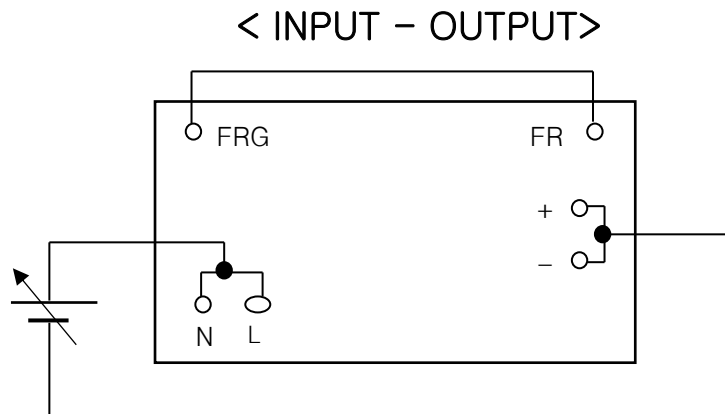 < INPUT – OUTPUT>
FRG
FR
+
–
N
L